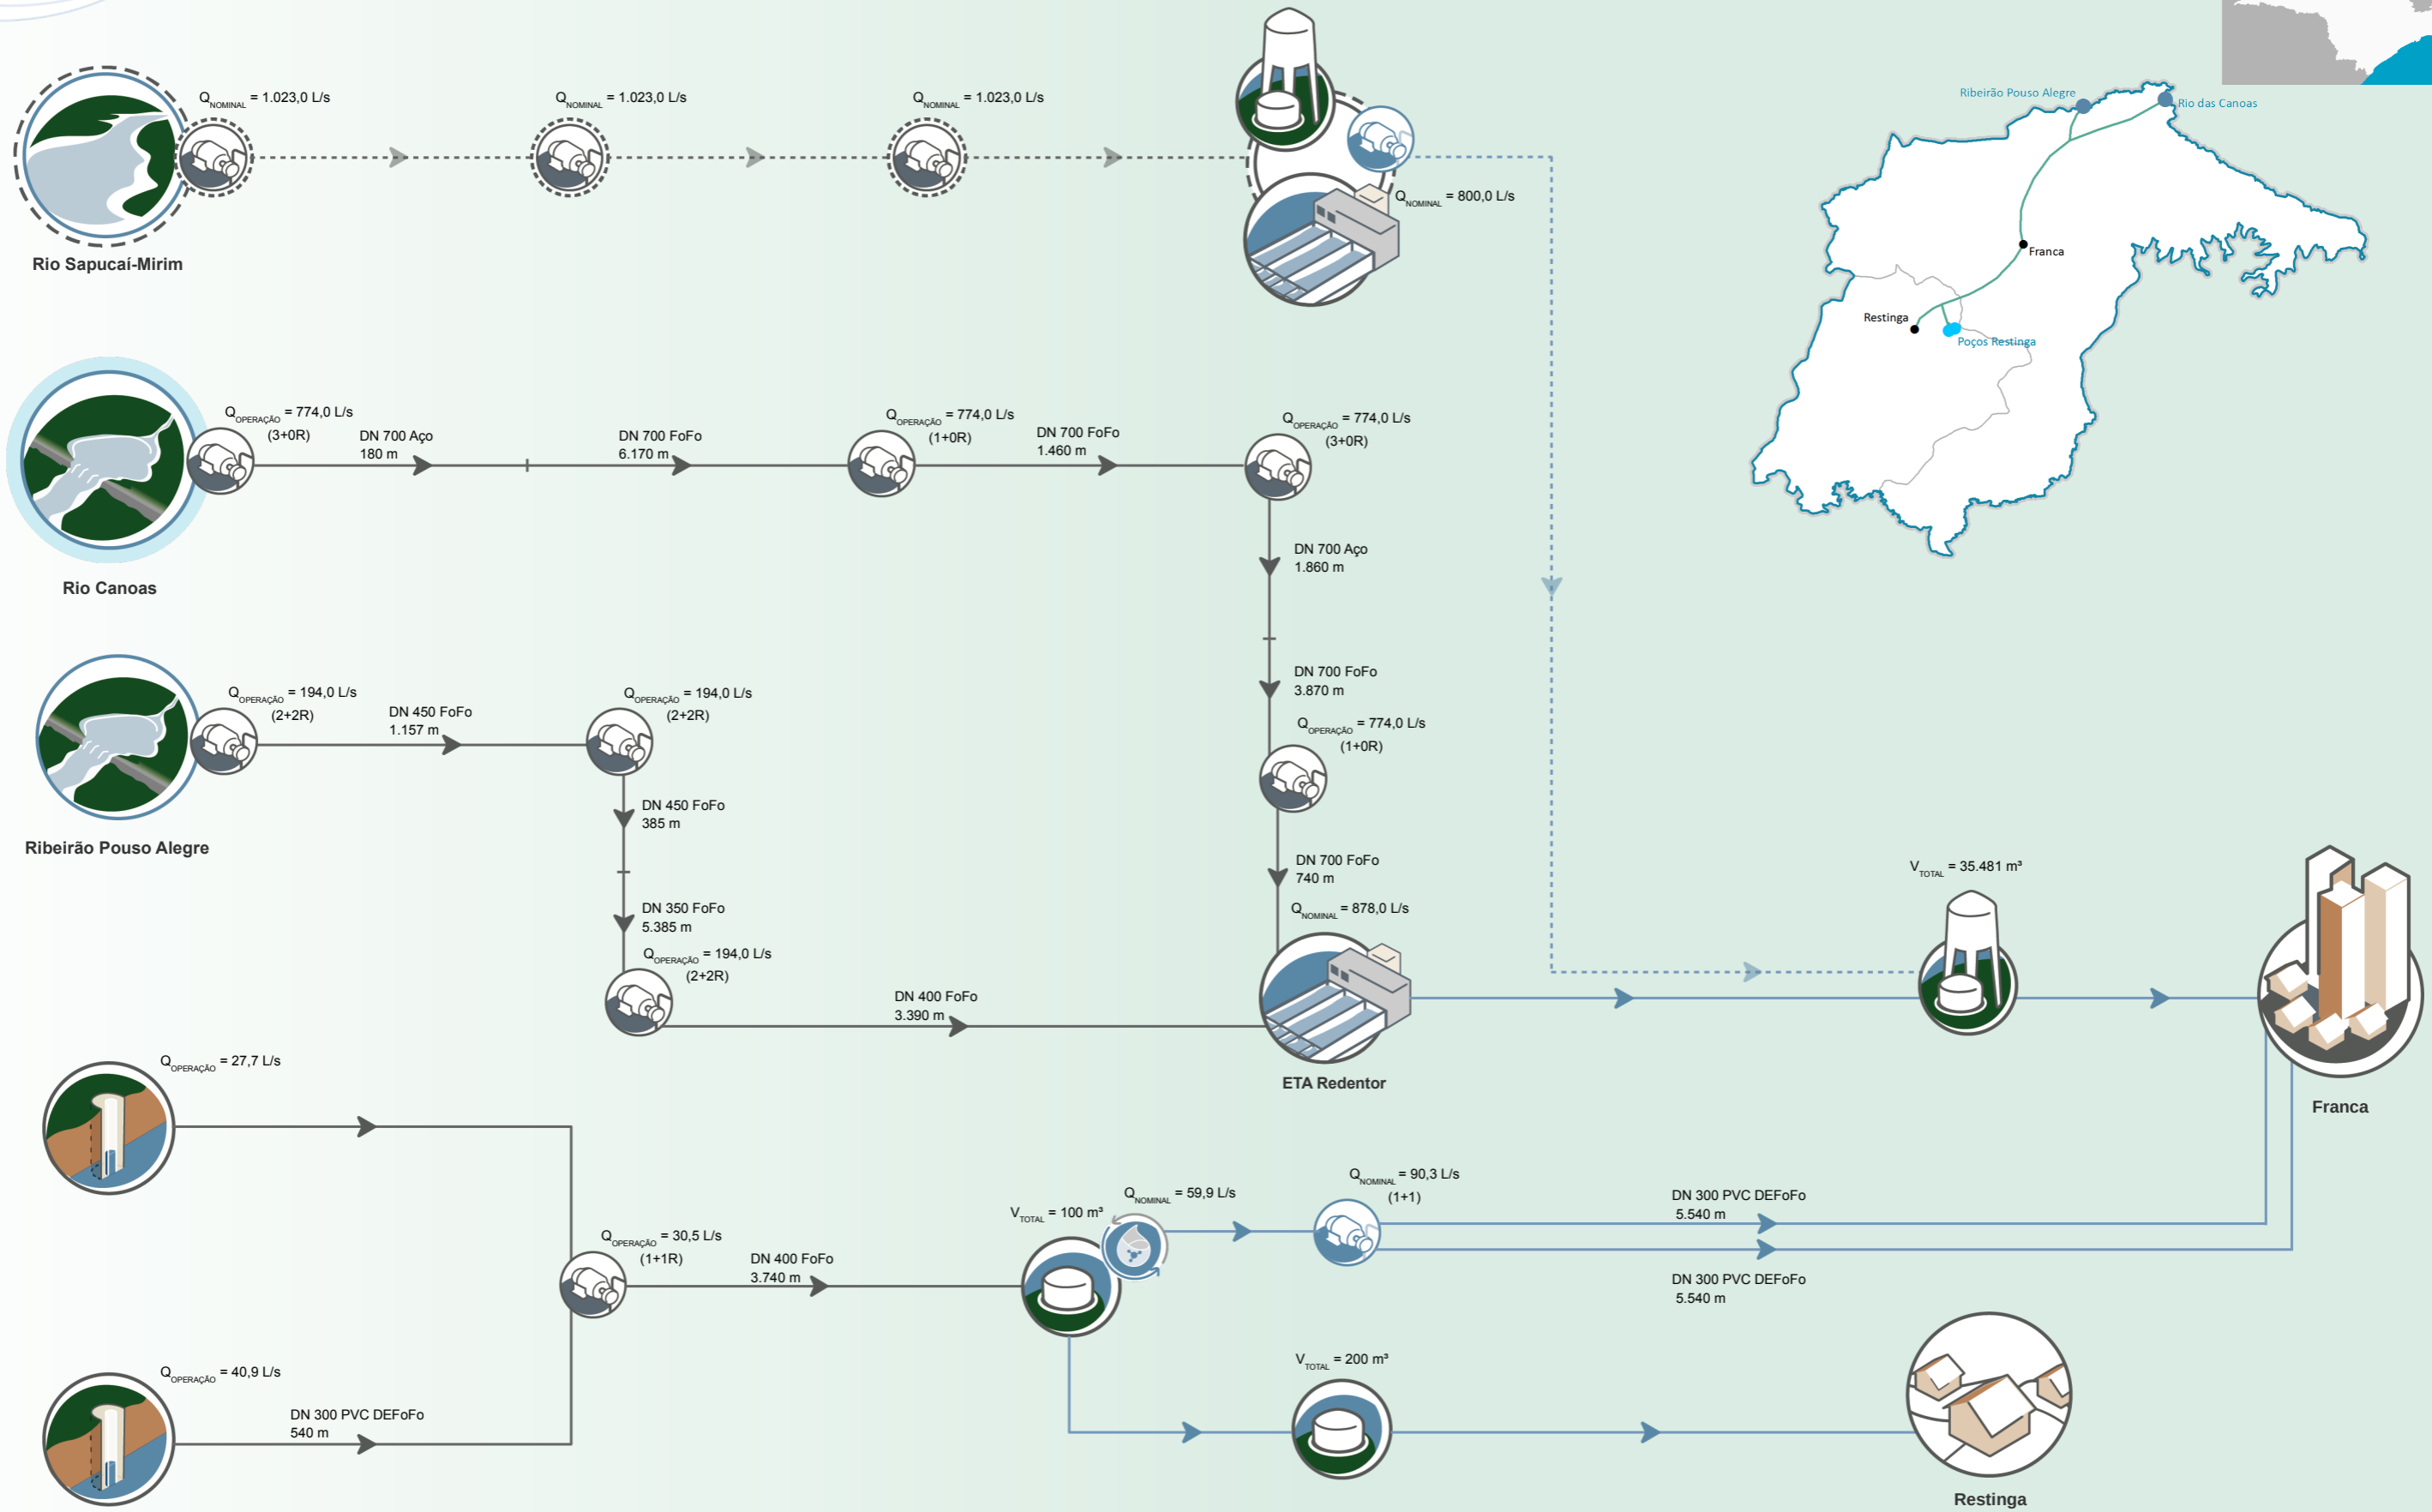 Q NOMINAL = 1.023,0 L/s
Q NOMINAL = 1.023,0 L/s
Q NOMINAL = 1.023,0 L/s
Q NOMINAL = 800,0 L/s
Rio Sapucaí-Mirim
Ribeirão Pouso Alegre
Rio das Canoas
Franca
Restinga
Poços Restinga
Q OPERAÇÃO = 774,0 L/s
(3+0R)
DN 700 Aço
180 m
DN 700 FoFo
6.170 m
Q OPERAÇÃO = 774,0 L/s
(1+0R)
DN 700 FoFo
1.460 m
Q OPERAÇÃO = 774,0 L/s
(3+0R)
Rio Canoas
DN 700 Aço
1.860 m
DN 700 FoFo
3.870 m
Q OPERAÇÃO = 774,0 L/s
(1+0R)
DN 700 FoFo
740 m
Q OPERAÇÃO = 194,0 L/s
(2+2R)
DN 450 FoFo
1.157 m
Q OPERAÇÃO = 194,0 L/s
(2+2R)
Ribeirão Pouso Alegre
DN 450 FoFo
385 m
DN 350 FoFo
5.385 m
Q OPERAÇÃO = 194,0 L/s
(2+2R)
DN 400 FoFo
3.390 m
Q NOMINAL = 878,0 L/s
ETA Redentor
V TOTAL = 35.481 m³
Franca
Q OPERAÇÃO = 27,7 L/s
Q OPERAÇÃO = 30,5 L/s
(1+1R)
DN 400 FoFo
3.740 m
V TOTAL = 100 m³
Q NOMINAL = 59,9 L/s
Q NOMINAL = 90,3 L/s
(1+1)
DN 300 PVC DEFoFo
5.540 m
DN 300 PVC DEFoFo
5.540 m
Q OPERAÇÃO = 40,9 L/s
DN 300 PVC DEFoFo
540 m
V TOTAL = 200 m³
Restinga